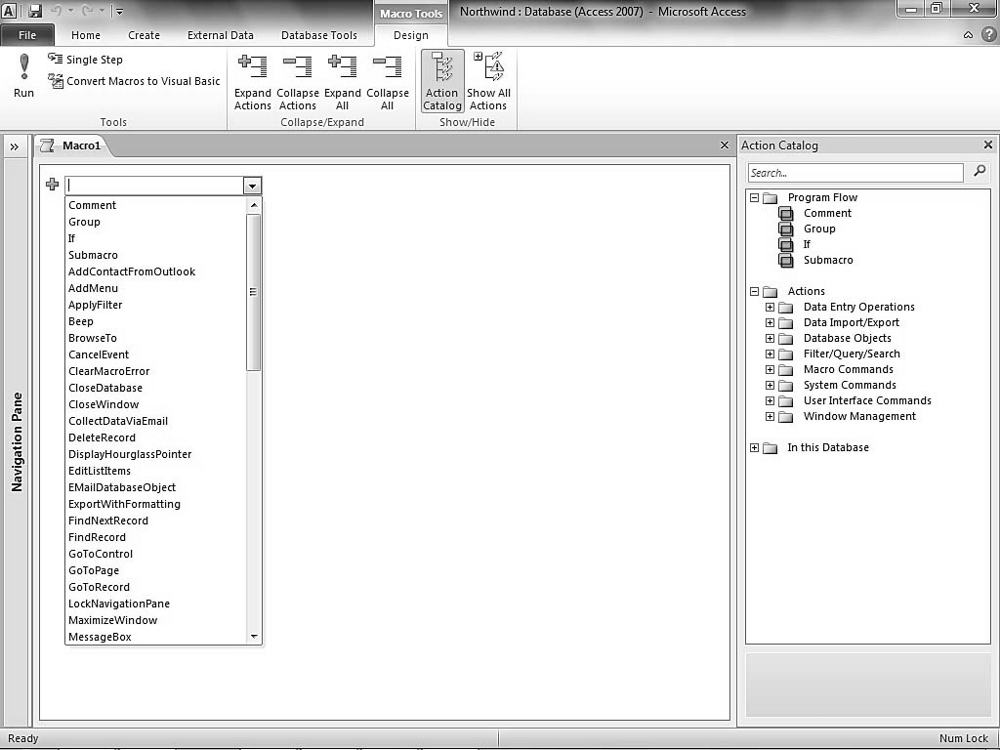 A
Macro Tools
Northwind : Database (Access 2007) - Microsoft Access
File Home Create External Data Database Tools Design
Run
Single Step
Convert Macros to Visual Basic
Tools
Expand Actions
Collapse Actions
Expand All
Collapse All
Collapse/Expand
Action Catalog
Show All Actions
Show/Hide
»
Navigation Pane
Macro1
Comment
Group
If
Submacro
AddContactFromOutlook
AddMenu
ApplyFilter
Beep
BrowseTo
CancelEvent
ClearMacroError
CloseDatabase
CloseWindow
CollectDataViaEmail
DeleteRecord
DisplayHourglassPointer
EditListItems
EMailDatabaseObject
ExportWithFormatting
FindNextRecord
FindRecord
GoToControl
GoToPage
GoToRecord
LockNavigationPane
MaximizeWindow
MessageBox
Action Catalog
Search...
Program Flow
Comment
Group
If
Submacro
Actions
Data Entry Operations
Data Import/Export
Database Objects
Filter/Query/Search
Macro Commands
System Commands
User Interface Commands
Window Management
In this Database
Ready
Num Lock